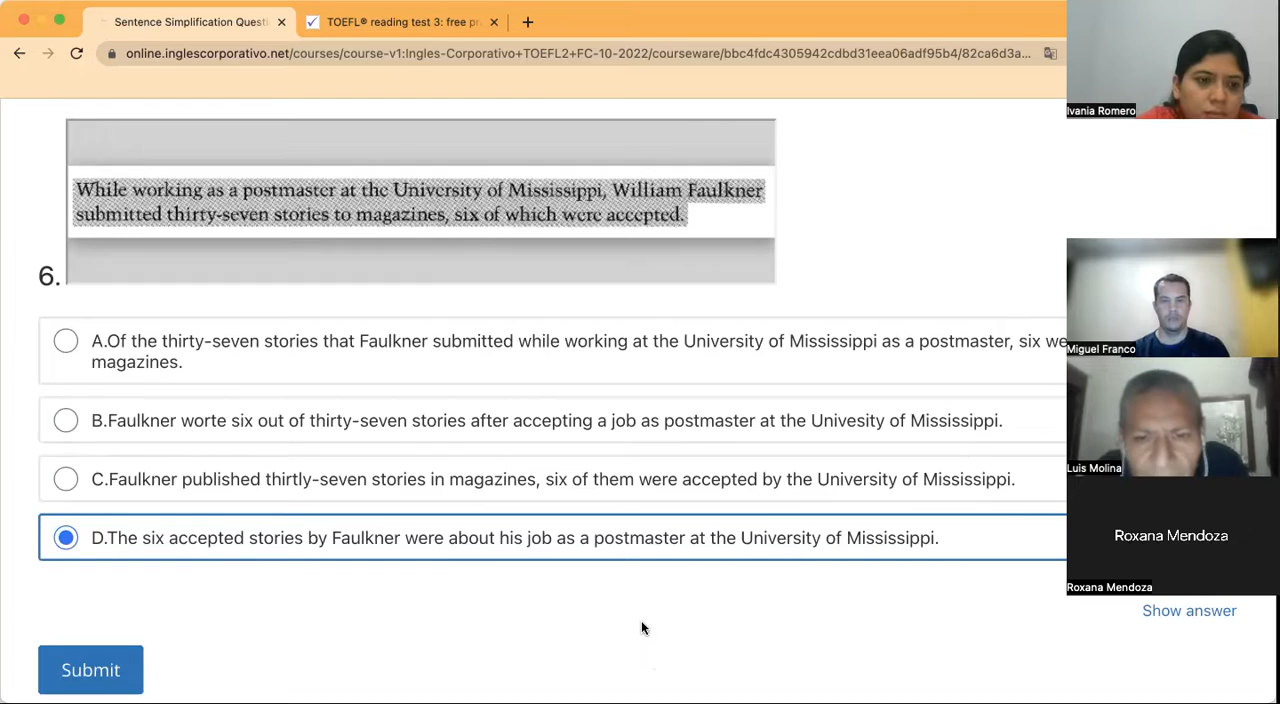 Sentence Simplification Questi
TOEFL® reading test 3: free pr
online.inglescorporativo.net/courses/course-v1:Ingles-Corporativo+TOEFL2+FC-10-2022/courseware/bbc4fdc4305942cdbd31eea06adf95b4/82ca6d3a...
Ivania Romero
While working as a postmaster at the University of Mississippi, William Faulkner
submitted thirty-seven stories to magazines, six of which were accepted.
6.
A.Of the thirty-seven stories that Faulkner submitted while working at the University of Mississippi as a postmaster, six we
magazines.
Miguel Franco
B.Faulkner worte six out of thirty-seven stories after accepting a job as postmaster at the Univesity of Mississippi.
Luis Molina
C.Faulkner published thirtly-seven stories in magazines, six of them were accepted by the University of Mississippi.
D.The six accepted stories by Faulkner were about his job as a postmaster at the University of Mississippi.
Roxana Mendoza
Roxana Mendoza
Show answer
Submit